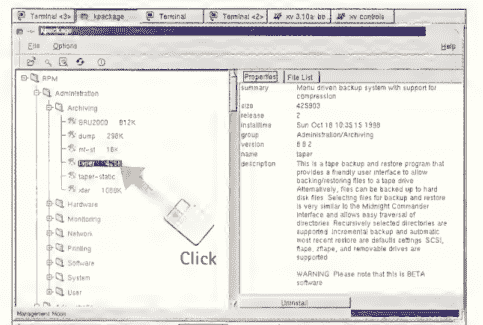 Terminal <3>
kpackage
Terminal
Terminal <2>
xv 3.10a: bo
xv controls
kpackage
File Options Help
RPM
Administration
Archiving
BRU2000 812K
dump 298K
mt-st 18K
taper
taper-static
xtar 1089K
Hardware
Monitoring
Network
Printing
Software
System
User
Click
Properties File List
summary Menu driven backup system with support for
compression
size 425903
release 2
installtime Sun Oct 18 10:35:15 1998
group Administration/Archiving
version
name taper
description This is a tape backup and restore program that
provides a friendly user interface to allow
backing/restoring files to a tape drive
Alternatively, files can be backed up to hard
disk files. Selecting files for backup and restore
is very similar to the Midnight Commander
interface and allows easy traversal of
directories. Recursively selected directories are
supported. Incremental backup and automatic
most recent restore are defaults settings. SCSI,
ftape, zftape, and removable drives are
supported
WARNING: Please note that this is BETA
software
Uninstall
Management Mode